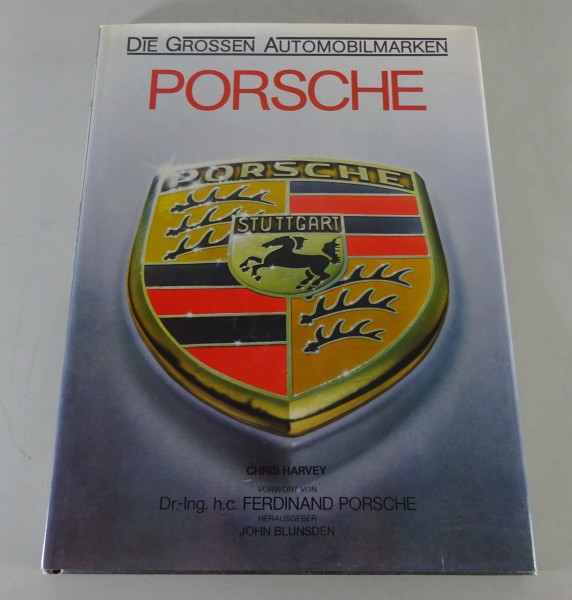 DIE GROSSEN AUTOMOBILMARKEN
PORSCHE
PORSCHE
STUTTGART
CHRIS HARVEY
VORWORT VON
Dr.-Ing. h.c. FERDINAND PORSCHE
HERAUSGEBER
JOHN BLUNSDEN